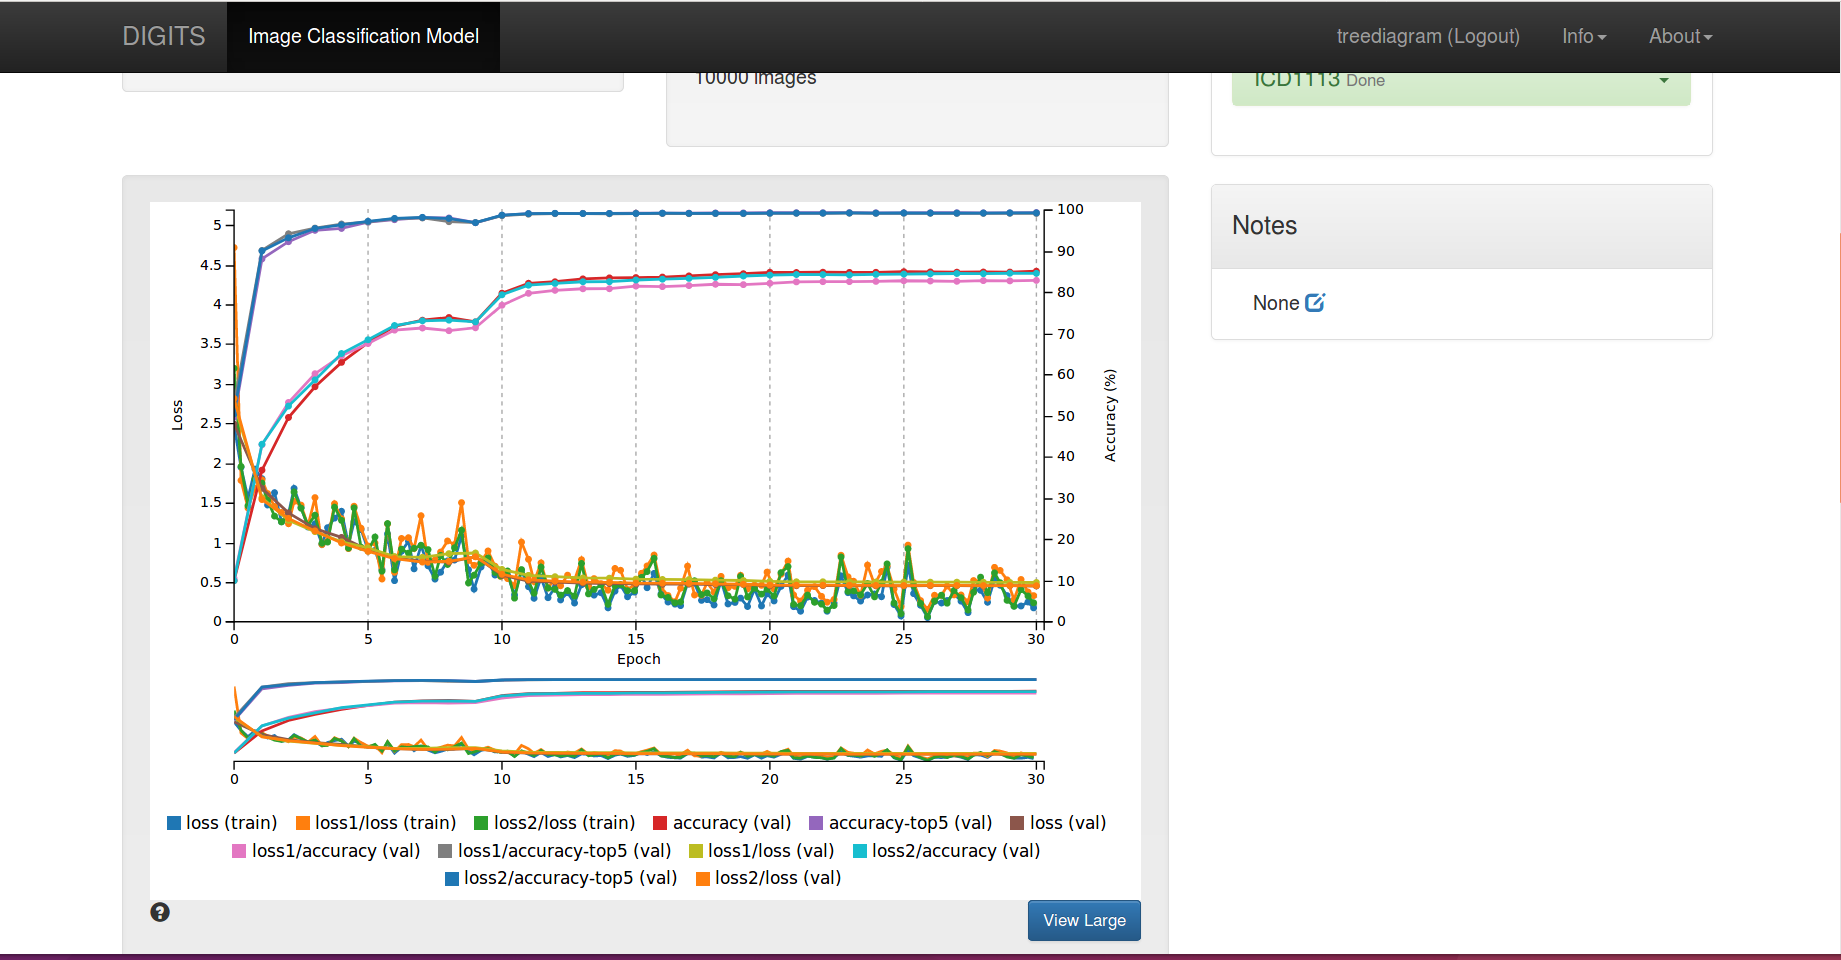 DIGITS Image Classification Model treediagram (Logout) Info About
10000 images
ICD1113 Done
Notes
None
5
4.5
4
3.5
3
2.5
2
1.5
1
0.5
0
Loss
100
90
80
70
60
50
40
30
20
10
0
Accuracy (%)
0 5 10 15 20 25 30
Epoch
0 5 10 15 20 25 30
loss (train) loss1/loss (train) loss2/loss (train) accuracy (val) accuracy-top5 (val) loss (val)
loss1/accuracy (val) loss1/accuracy-top5 (val) loss1/loss (val) loss2/accuracy (val)
loss2/accuracy-top5 (val) loss2/loss (val)
?
View Large